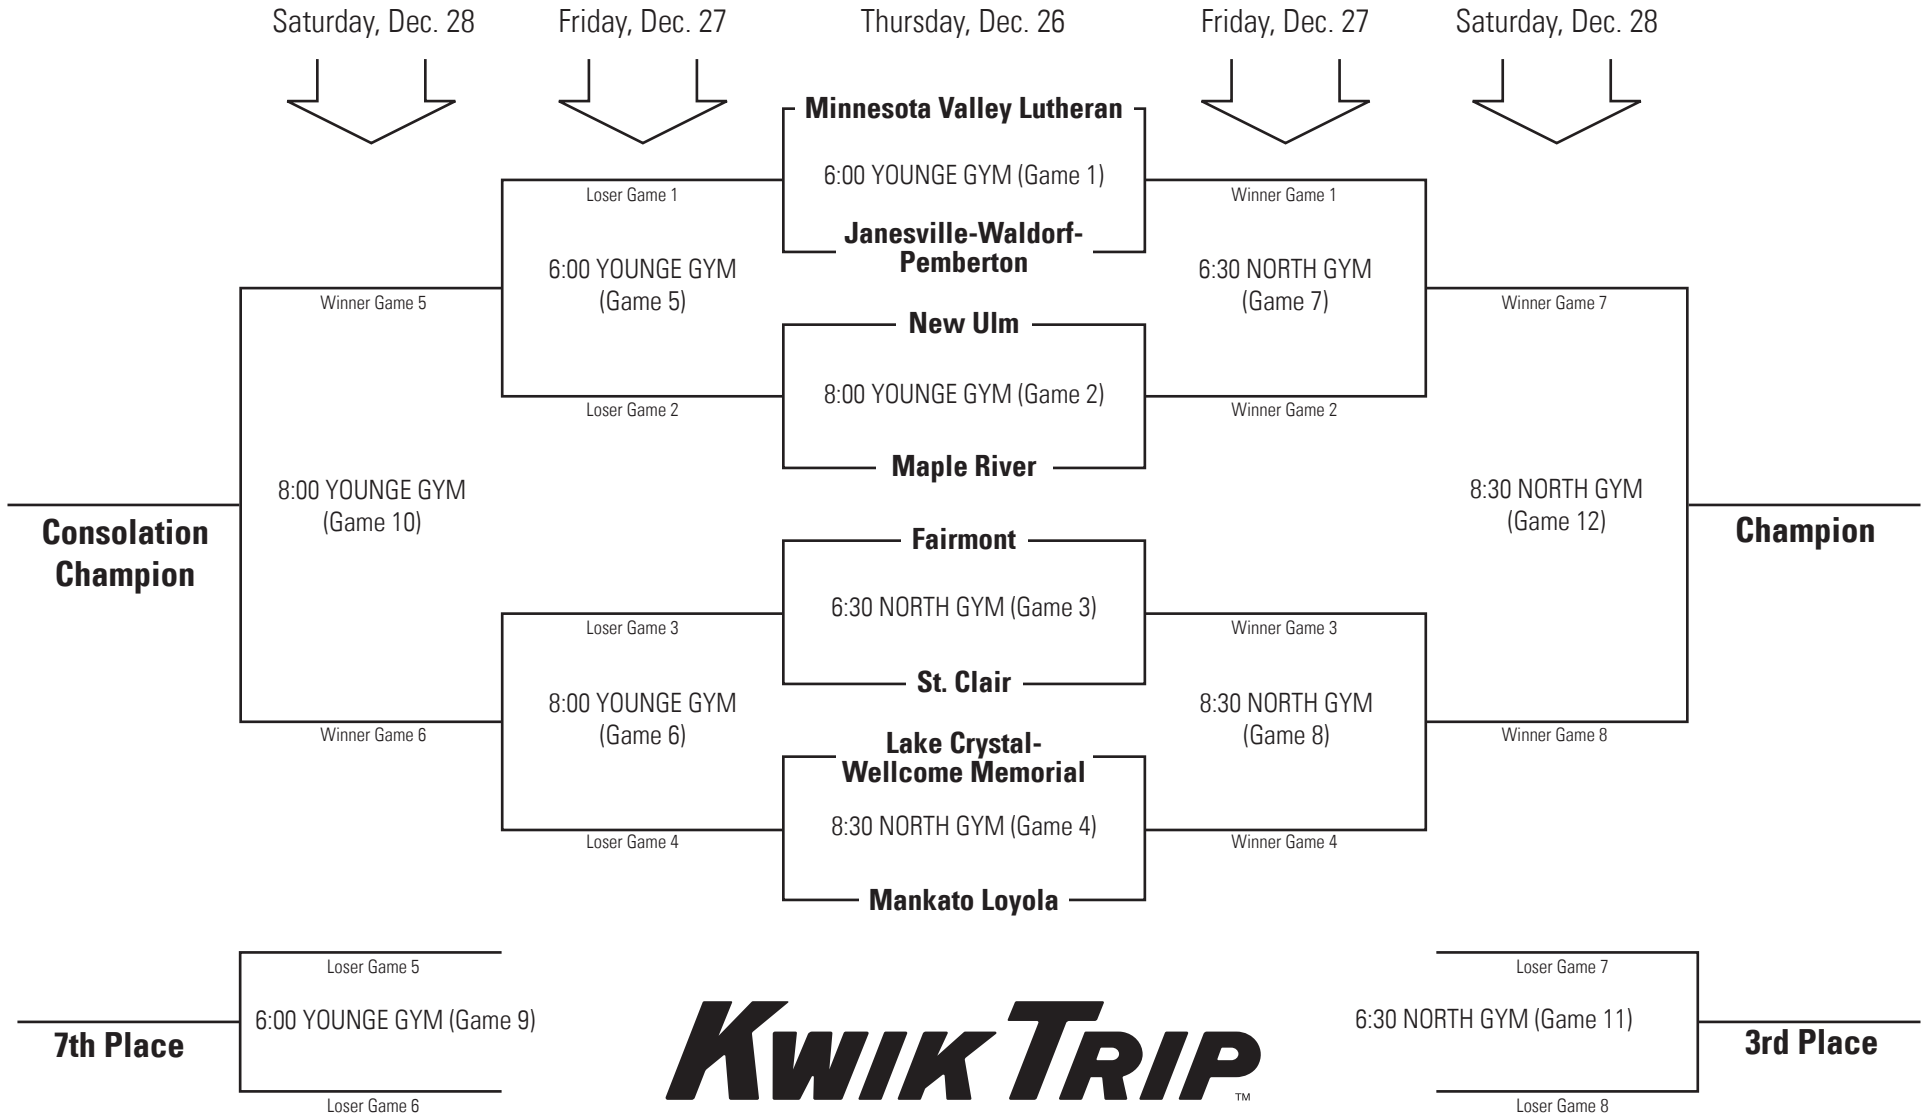 Saturday, Dec. 28
Friday, Dec. 27
Thursday, Dec. 26
Friday, Dec. 27
Saturday, Dec. 28
Minnesota Valley Lutheran
6:00 YOUNGE GYM (Game 1)
Janesville-Waldorf-
Pemberton
New Ulm
8:00 YOUNGE GYM (Game 2)
Maple River
Fairmont
6:30 NORTH GYM (Game 3)
St. Clair
Lake Crystal-
Wellcome Memorial
8:30 NORTH GYM (Game 4)
Mankato Loyola
Loser Game 1
6:00 YOUNGE GYM
(Game 5)
Loser Game 2
Loser Game 3
8:00 YOUNGE GYM
(Game 6)
Loser Game 4
Winner Game 5
8:00 YOUNGE GYM
(Game 10)
Winner Game 6
Consolation
Champion
Winner Game 1
6:30 NORTH GYM
(Game 7)
Winner Game 2
Winner Game 3
8:30 NORTH GYM
(Game 8)
Winner Game 4
Winner Game 7
8:30 NORTH GYM
(Game 12)
Winner Game 8
Champion
Loser Game 5
6:00 YOUNGE GYM (Game 9)
Loser Game 6
7th Place
KWIK TRIP
TM
Loser Game 7
6:30 NORTH GYM (Game 11)
Loser Game 8
3rd Place